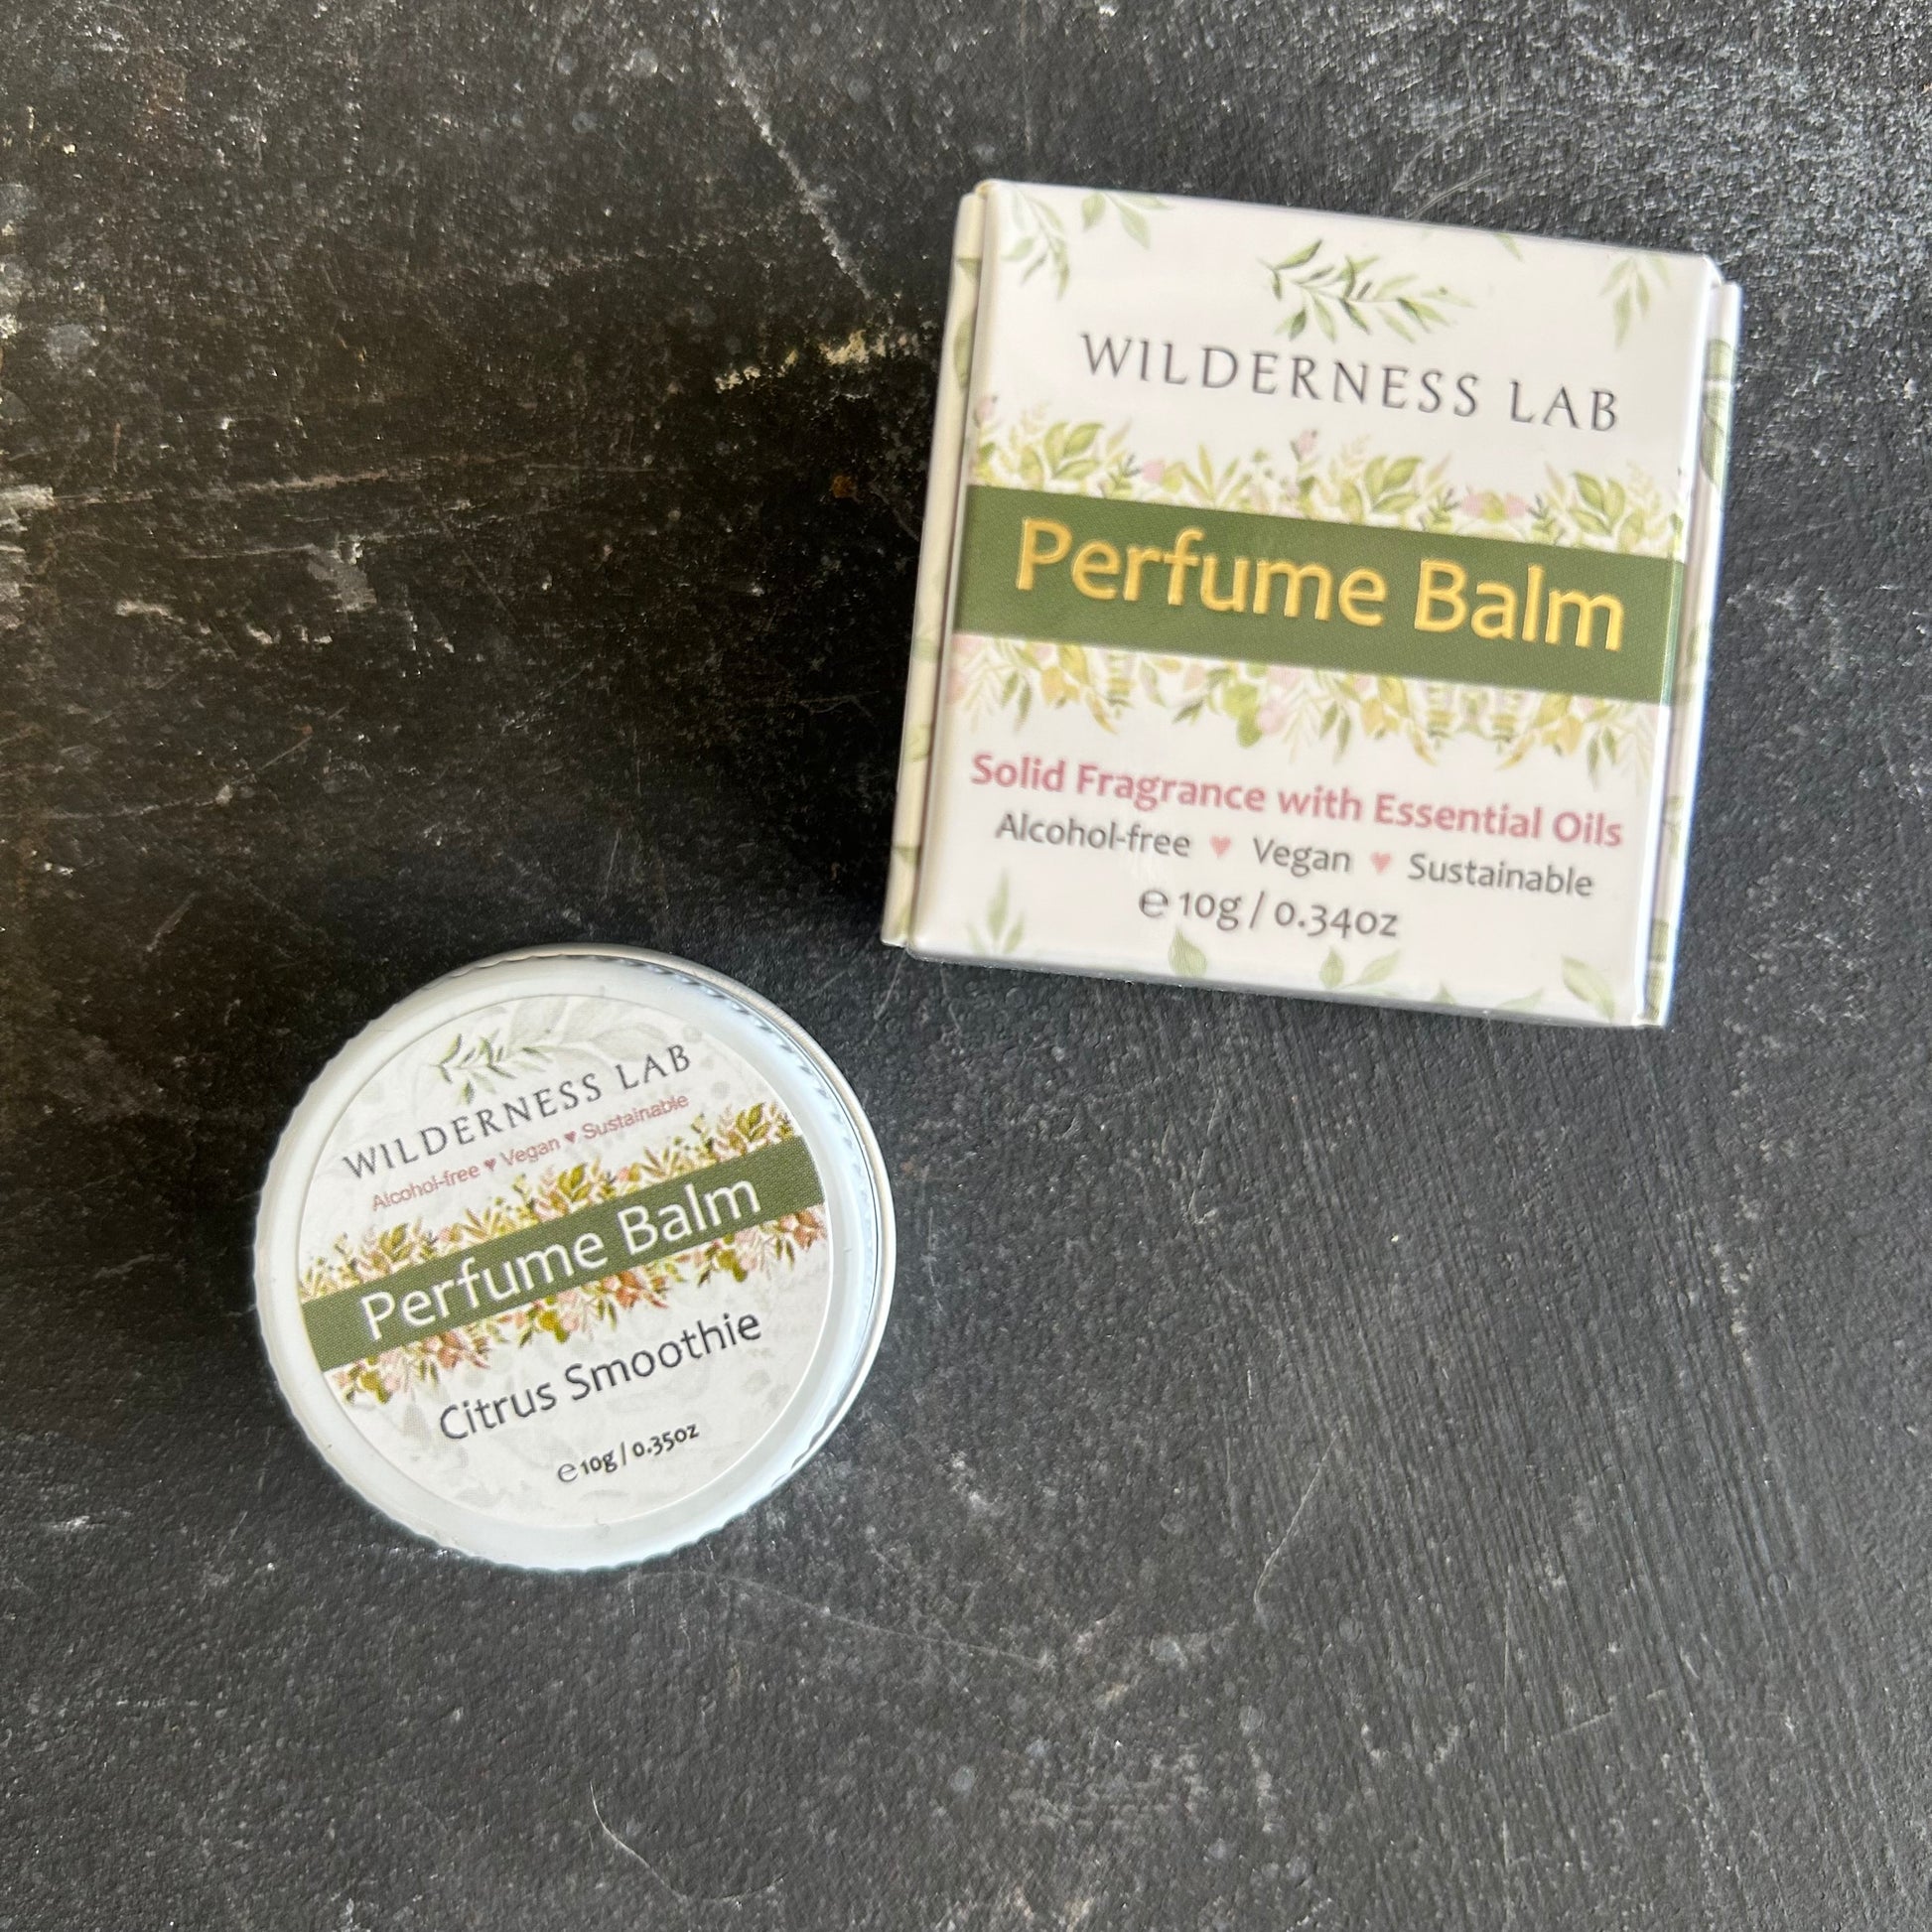 WILDERNESS LAB
Perfume Balm
Solid Fragrance with Essential Oils
Alcohol-free ♥ Vegan ♥ Sustainable
℮ 10g / 0.34oz
WILDERNESS LAB
Alcohol-free ♥ Vegan ♥ Sustainable
Perfume Balm
Citrus Smoothie
℮ 10g / 0.35oz